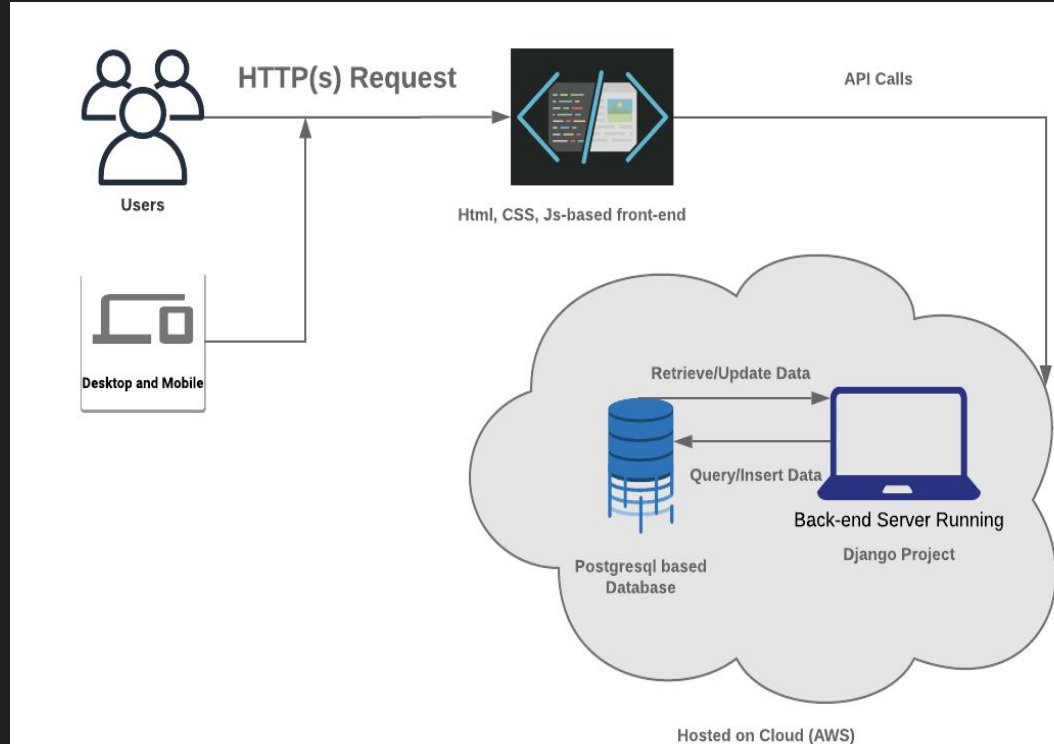 HTTP(s) Request
API Calls
Users
Html, CSS, Js-based front-end
Desktop and Mobile
Retrieve/Update Data
Query/Insert Data
Back-end Server Running
Django Project
Postgresql based
Database
Hosted on Cloud (AWS)